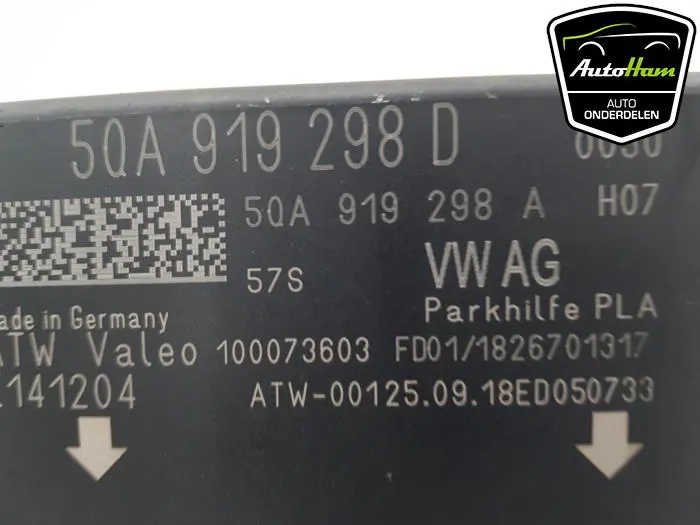 AutoHam
AUTO
ONDERDELEN
5QA 919 298 D
5QA 919 298 A H07
57S VW AG
Parkhilfe PLA
ade in Germany
ATW Valeo 100073603 FD01/1826701317
141204 ATW-00125.09.18ED050733